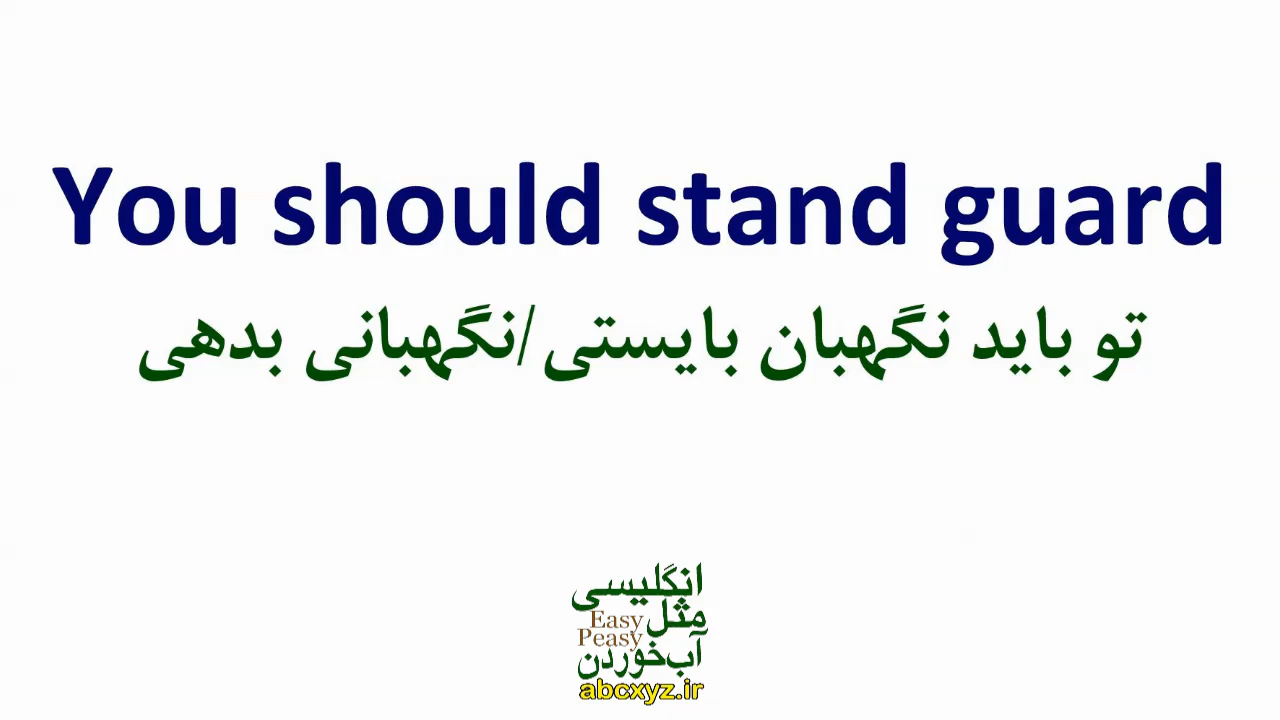 You should stand guard
تو باید نگهبان بایستی/نگهبانی بدهی
انگلیسی
مثل
Easy
Peasy
آب‌خوردن
abcxyz.ir